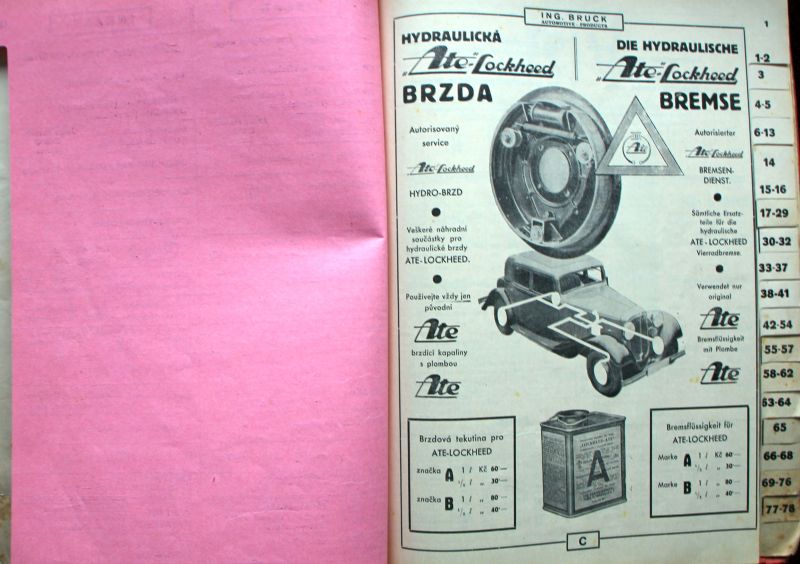 ING. BRUCK
AUTOMOTIVE - PRODUCTS
HYDRAULICKÁ
"Ate"-Lockheed
BRZDA
DIE HYDRAULISCHE
"Ate"-Lockheed
BREMSE
Autorisovaný
service
Ate-Lockheed
HYDRO-BRZD
Veškeré náhradní
součástky pro
hydraulické brzdy
ATE-LOCKHEED.
Používejte vždy jen
původní
Ate
brzdicí kapaliny
s plombou
Ate
Ate
Autorisierter
Ate-Lockheed
BREMSEN-
DIENST.
Sämtliche Ersatz-
teile für die
hydraulische
ATE-LOCKHEED
Vierradbremse.
Verwendet nur
original
Ate
Bremsflüssigkeit
mit Plombe
Ate
Brzdová tekutina pro
ATE-LOCKHEED
značka A 1 l Kč 60·—
½ l „ 30·—
značka B 1 l „ 80·—
½ l „ 40·—
"LOCKHEED-ATE"
A
Bremsflüssigkeit für
ATE-LOCKHEED
Marke A 1 l Kč 60·—
½ l „ 30·—
Marke B 1 l „ 80·—
½ l „ 40·—
C
1
1-2
3
4-5
6-13
14
15-16
17-29
30-32
33-37
38-41
42-54
55-57
58-62
63-64
65
66-68
69-76
77-78